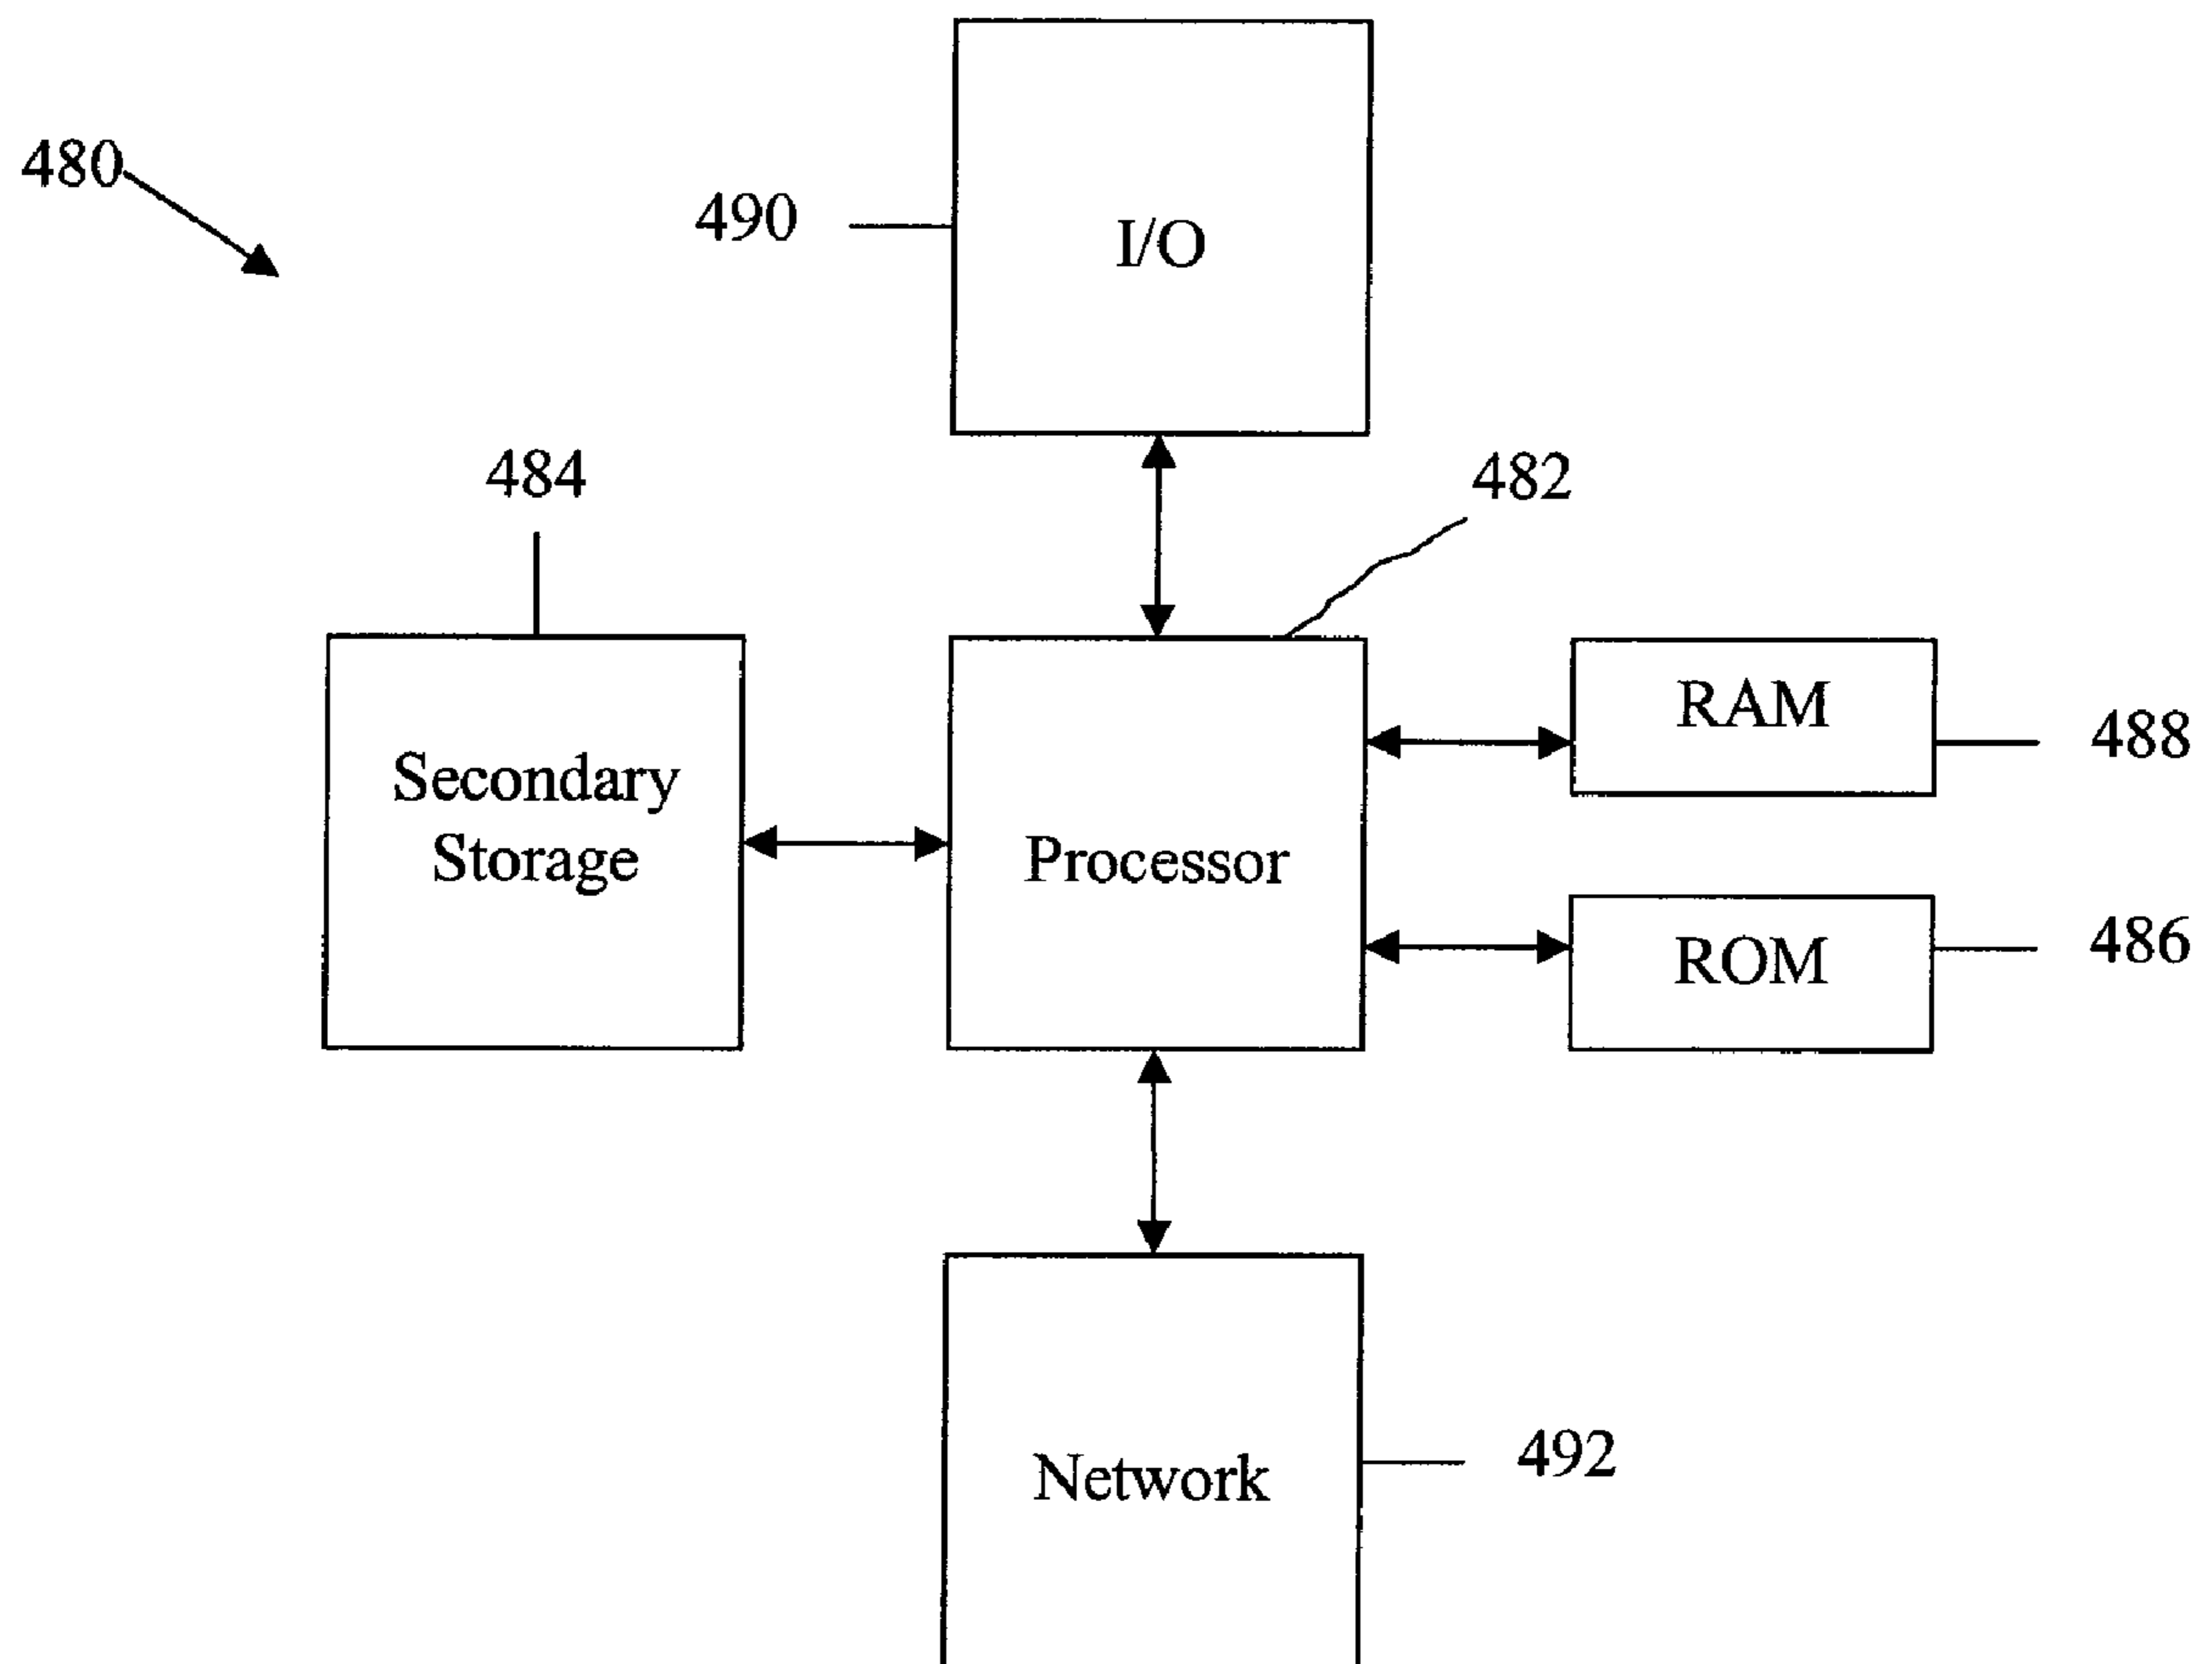 480
490
I/O
484
482
Secondary
Storage
Processor
RAM
488
ROM
486
Network
492